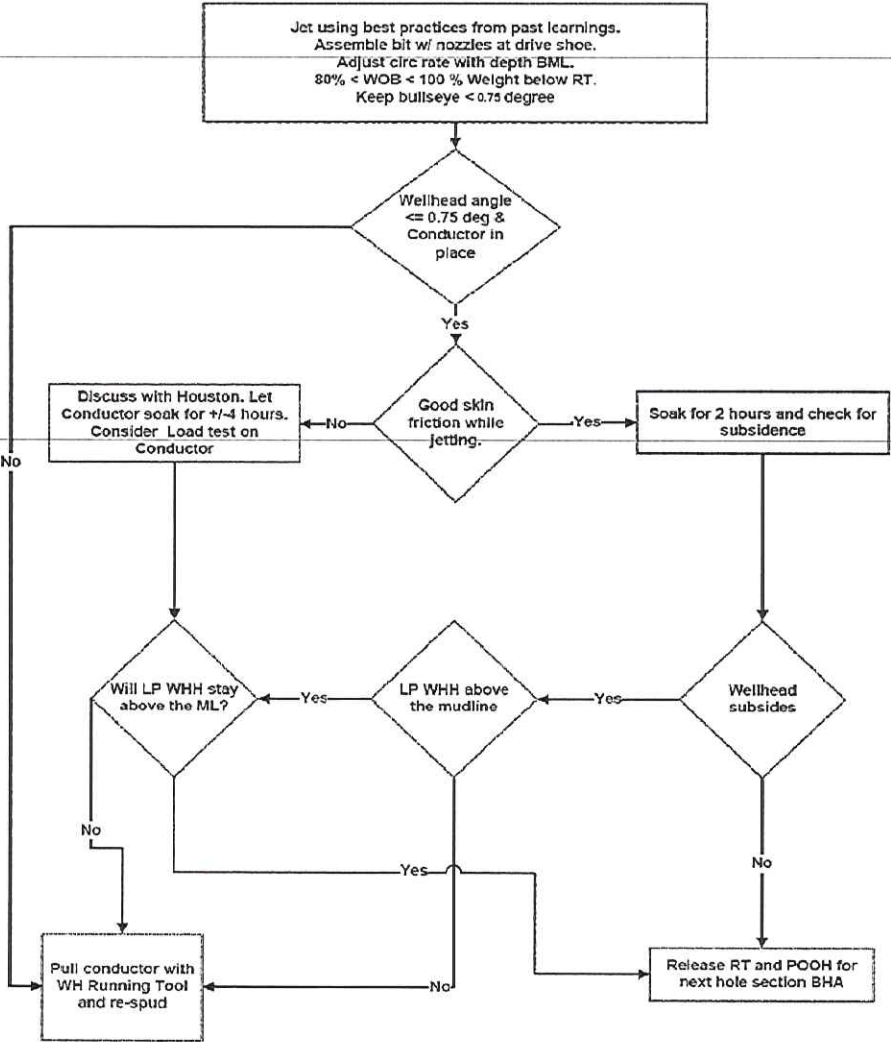 Jet using best practices from past learnings.
Assemble bit w/ nozzles at drive shoe.
Adjust circ rate with depth BML.
80% < WOB < 100 % Weight below RT.
Keep bullseye < 0.75 degree
Wellhead angle
<= 0.75 deg &
Conductor in
place
Yes
Discuss with Houston. Let
Conductor soak for +/-4 hours.
Consider Load test on
Conductor
No
Good skin
friction while
jetting.
Yes
Soak for 2 hours and check for
subsidence
No
Will LP WHH stay
above the ML?
Yes
LP WHH above
the mudline
Yes
Wellhead
subsides
No
Yes
No
Pull conductor with
WH Running Tool
and re-spud
No
Release RT and POOH for
next hole section BHA